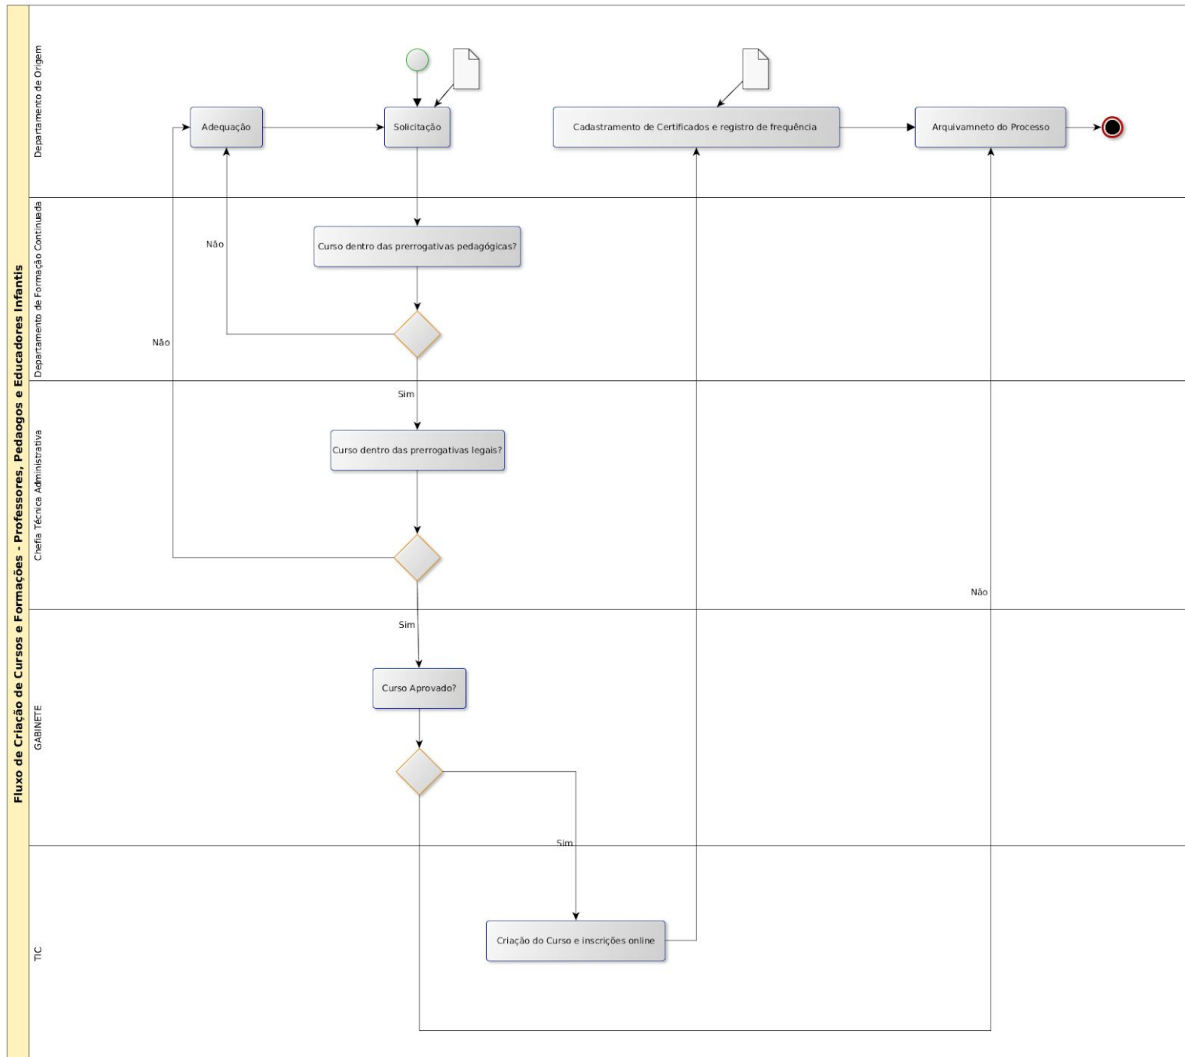 Fluxo de Criação de Cursos e Formações - Professores, Pedaogos e Educadores Infantis
Departamento de Origem
Adequação
Solicitação
Cadastramento de Certificados e registro de frequência
Arquivamneto do Processo
Departamento de Formação Continuada
Curso dentro das prerrogativas pedagógicas?
Não
Não
Sim
Chefia Técnica Administrativa
Curso dentro das prerrogativas legais?
Não
Sim
GABINETE
Curso Aprovado?
Sim
TIC
Criação do Curso e inscrições online